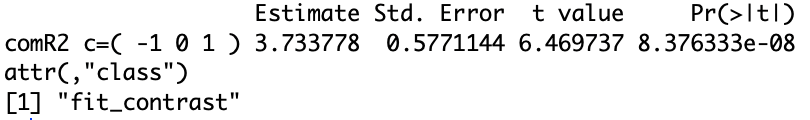 Estimate Std. Error t value Pr(>|t|)
comR2 c=( -1 0 1 ) 3.733778 0.5771144 6.469737 8.376333e-08
attr(,"class")
[1] "fit_contrast"